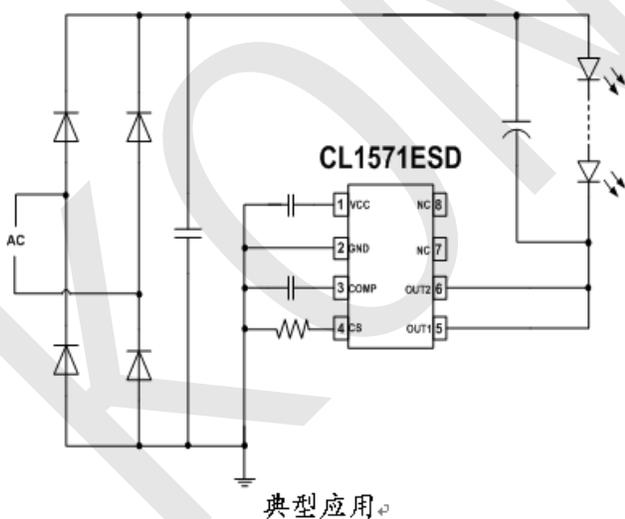 CL1571ESD
AC
1 VCC NC 8
2 GND NC 7
3 COMP OUT2 6
4 CS OUT1 5
典型应用